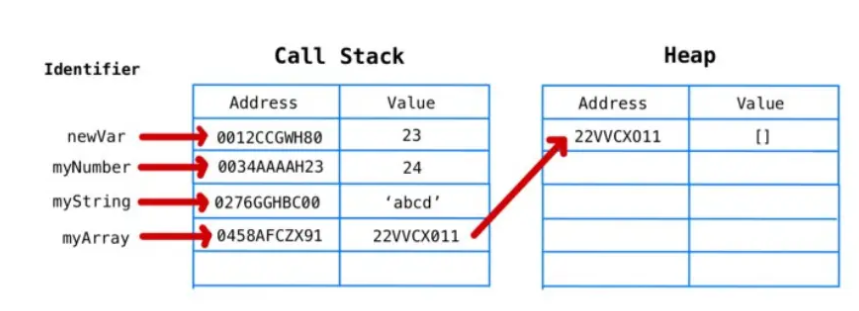 Call Stack Heap
Identifier
Address Value Address Value
newVar 0012CCGWH80 23 22VVCX011 []
myNumber 0034AAAAH23 24
myString 0276GGHBC00 ‘abcd’
myArray 0458AFCZX91 22VVCX011